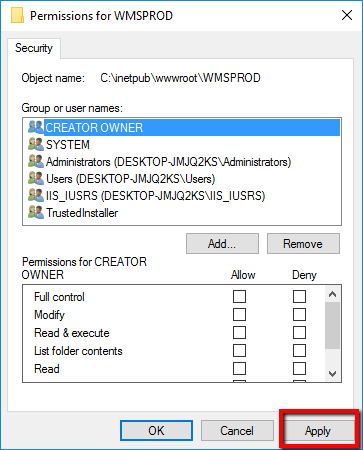 Permissions for WMSPROD
Security
Object name: C:\inetpub\wwwroot\WMSPROD
Group or user names:
CREATOR OWNER
SYSTEM
Administrators (DESKTOP-JMJQ2KS\Administrators)
Users (DESKTOP-JMJQ2KS\Users)
IIS_IUSRS (DESKTOP-JMJQ2KS\IIS_IUSRS)
TrustedInstaller
Add... Remove
Permissions for CREATOR
OWNER Allow Deny
Full control
Modify
Read & execute
List folder contents
Read
OK Cancel Apply